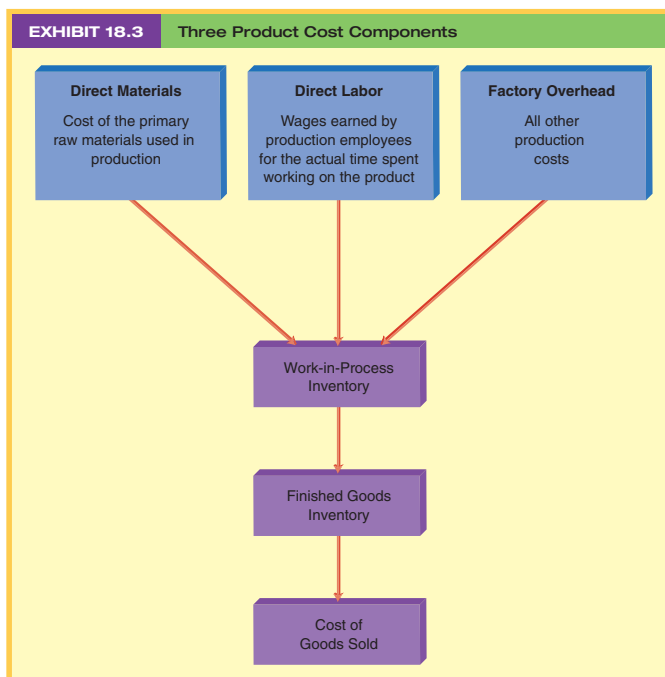 EXHIBIT 18.3 Three Product Cost Components
Direct Materials
Cost of the primary
raw materials used in
production
Direct Labor
Wages earned by
production employees
for the actual time spent
working on the product
Factory Overhead
All other
production
costs
Work-in-Process
Inventory
Finished Goods
Inventory
Cost of
Goods Sold